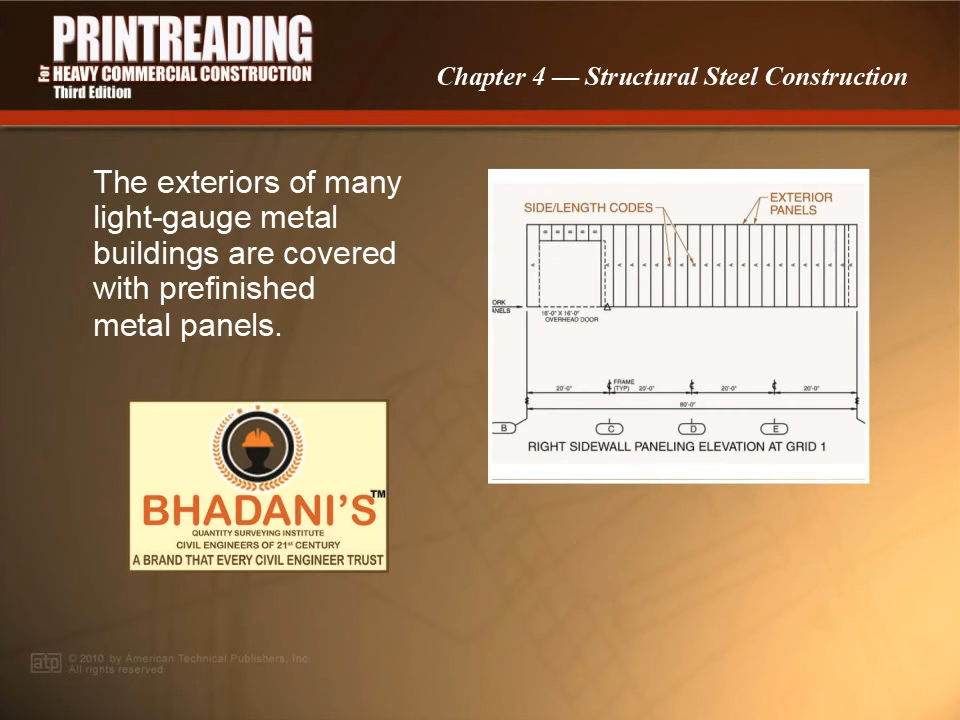 PRINTREADING
For HEAVY COMMERCIAL CONSTRUCTION
Third Edition
Chapter 4 — Structural Steel Construction
The exteriors of many
light-gauge metal
buildings are covered
with prefinished
metal panels.
SIDE/LENGTH CODES
EXTERIOR
PANELS
B B B B B
A A A A A A A A A A A A A A A A A A A A
ORK
ANELS
16'-0" X 16'-0"
OVERHEAD DOOR
FRAME
(TYP)
20'-0" 20'-0" 20'-0" 20'-0"
80'-0"
B C D E
RIGHT SIDEWALL PANELING ELEVATION AT GRID 1
BHADANI'S™
QUANTITY SURVEYING INSTITUTE
CIVIL ENGINEERS OF 21st CENTURY
A BRAND THAT EVERY CIVIL ENGINEER TRUST
atp © 2010 by American Technical Publishers, Inc.
All rights reserved